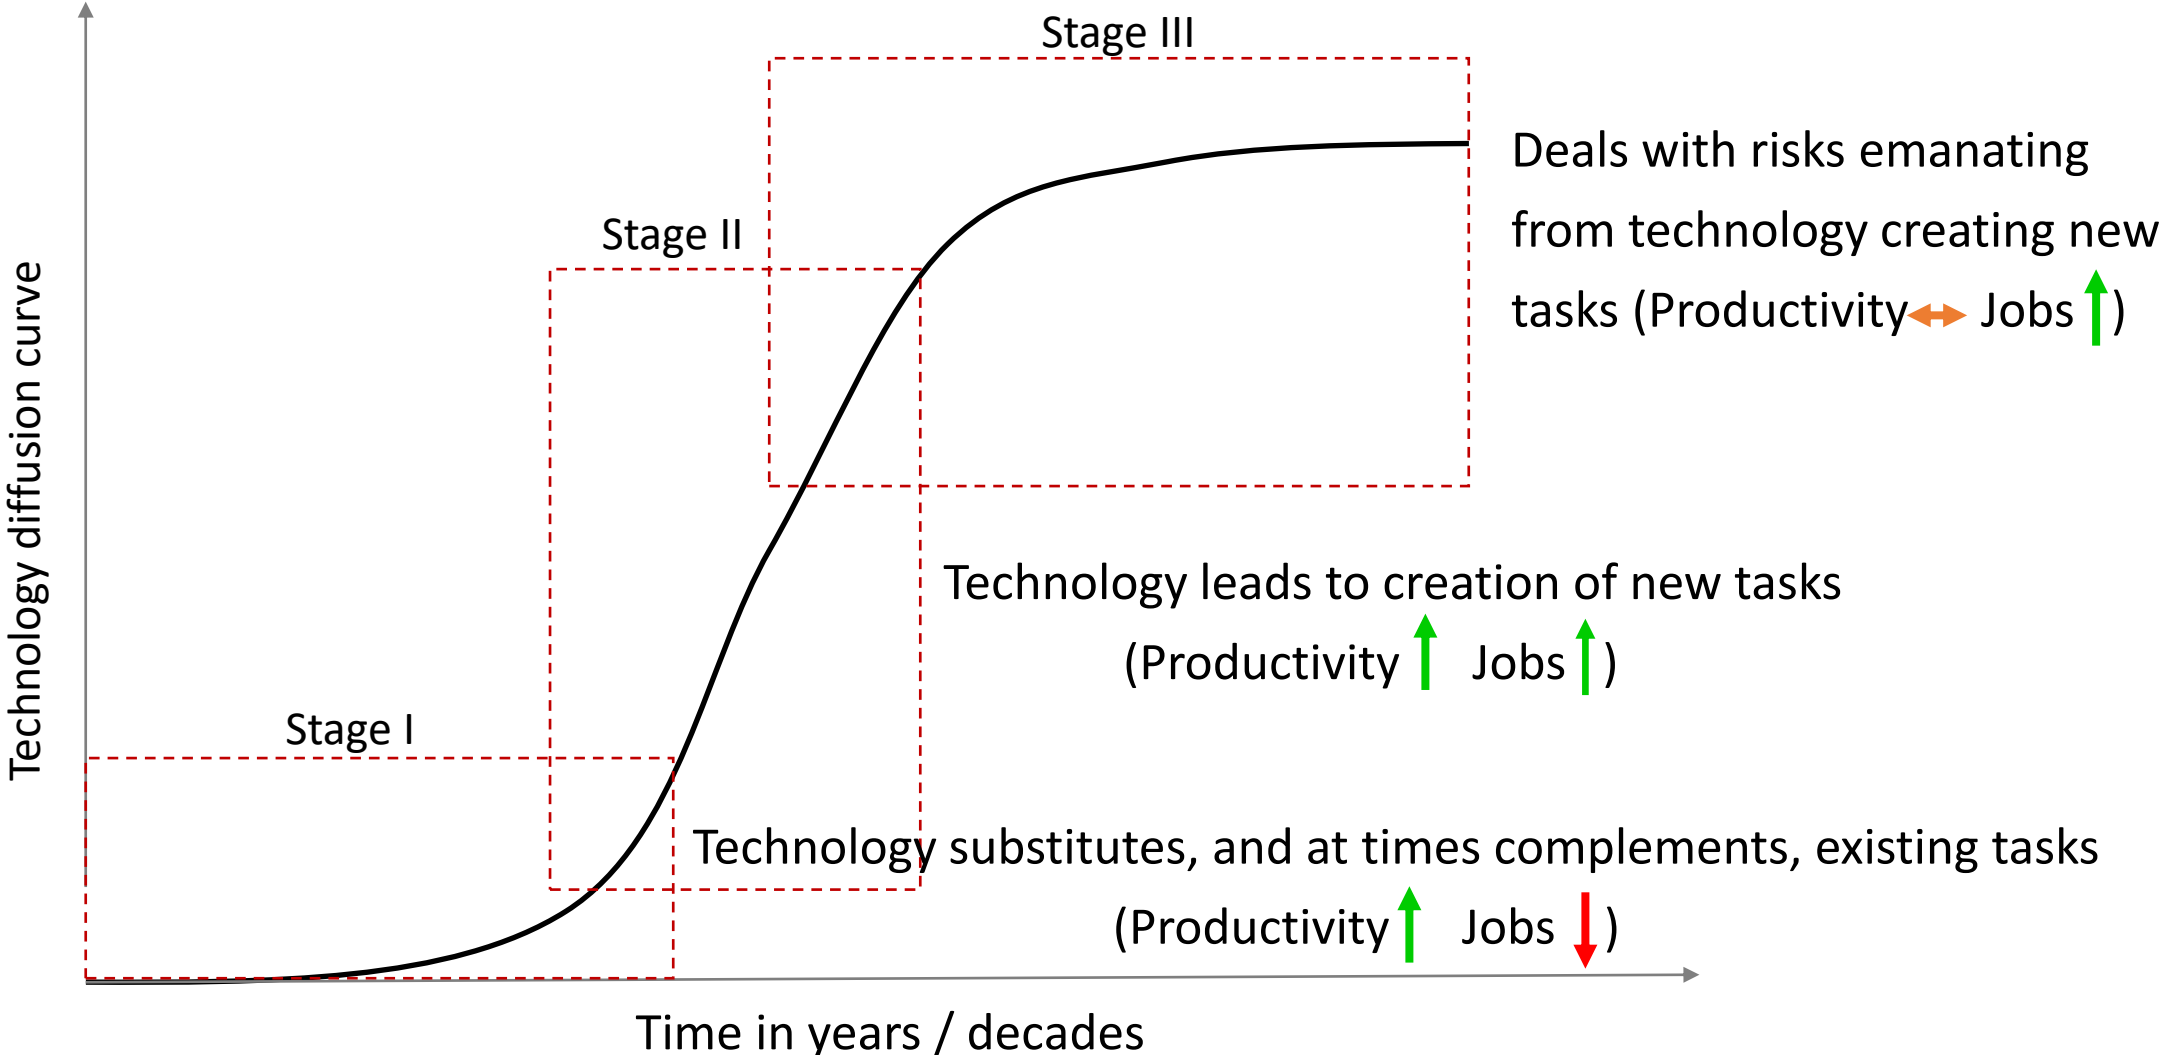 Stage III
Deals with risks emanating
from technology creating new
tasks (Productivity Jobs )
Stage II
Technology diffusion curve
Technology leads to creation of new tasks
(Productivity Jobs )
Stage I
Technology substitutes, and at times complements, existing tasks
(Productivity Jobs )
Time in years / decades